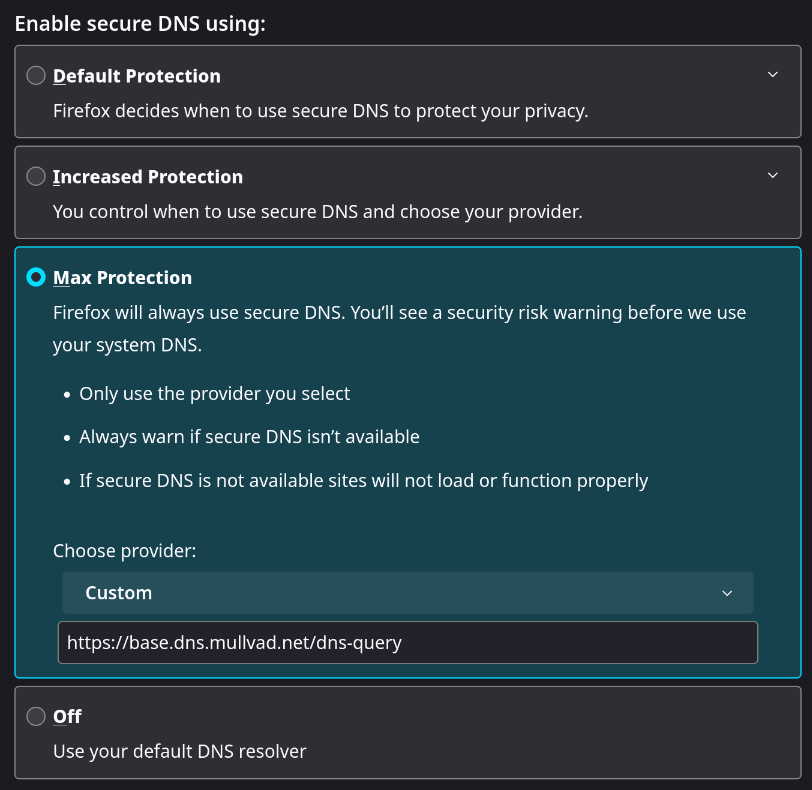 Enable secure DNS using:
Default Protection
Firefox decides when to use secure DNS to protect your privacy.
Increased Protection
You control when to use secure DNS and choose your provider.
Max Protection
Firefox will always use secure DNS. You’ll see a security risk warning before we use
your system DNS.
• Only use the provider you select
• Always warn if secure DNS isn’t available
• If secure DNS is not available sites will not load or function properly
Choose provider:
Custom
https://base.dns.mullvad.net/dns-query
Off
Use your default DNS resolver